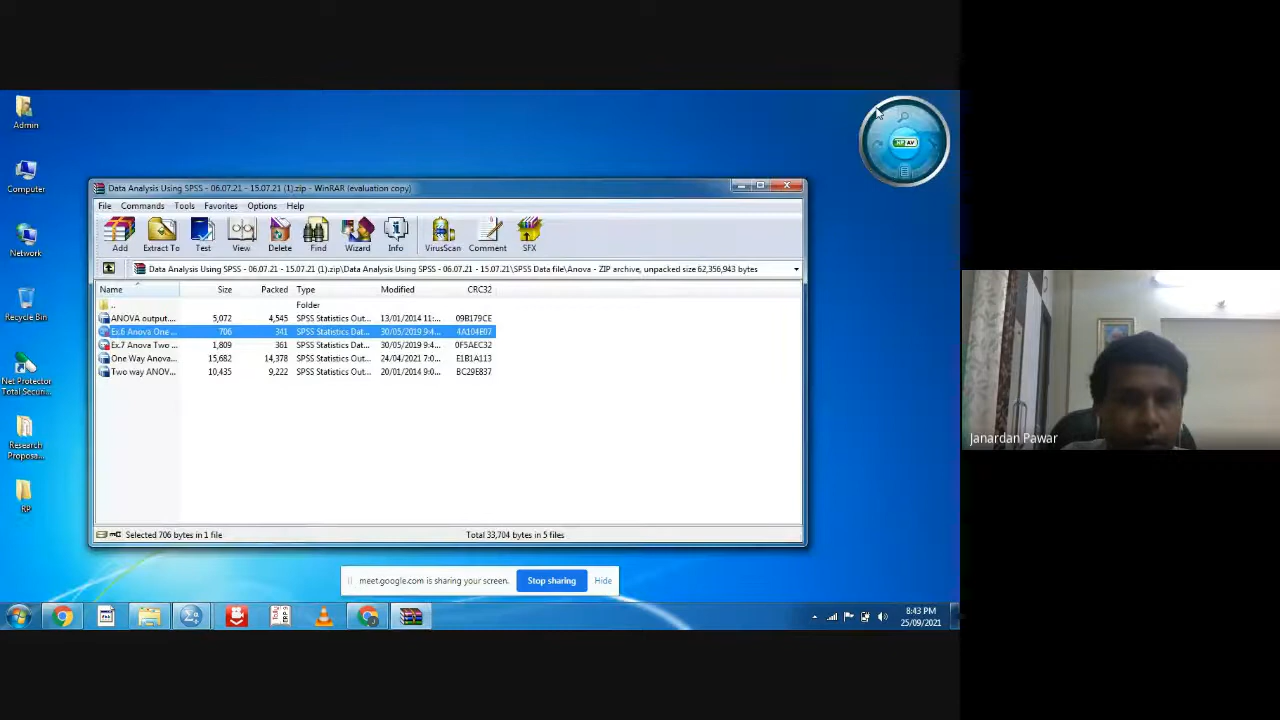 Admin
Computer
Network
Recycle Bin
Net Protector
Total Securi...
Research
Proposa...
RP
Data Analysis Using SPSS - 06.07.21 - 15.07.21 (1).zip - WinRAR (evaluation copy)
File Commands Tools Favorites Options Help
Add Extract To Test View Delete Find Wizard Info VirusScan Comment SFX
Data Analysis Using SPSS - 06.07.21 - 15.07.21 (1).zip\Data Analysis Using SPSS - 06.07.21 - 15.07.21\SPSS Data file\Anova - ZIP archive, unpacked size 62,356,943 bytes
Name Size Packed Type Modified CRC32
.. Folder
ANOVA output.... 5,072 4,545 SPSS Statistics Out... 13/01/2014 11:... 09B179CE
Ex.6 Anova One ... 706 341 SPSS Statistics Dat... 30/05/2019 9:4... 4A104E07
Ex.7 Anova Two ... 1,809 361 SPSS Statistics Dat... 30/05/2019 9:4... 0F5AEC32
One Way Anova... 15,682 14,378 SPSS Statistics Out... 24/04/2021 7:0... E1B1A113
Two way ANOV... 10,435 9,222 SPSS Statistics Out... 20/01/2014 9:0... BC29E837
Selected 706 bytes in 1 file Total 33,704 bytes in 5 files
meet.google.com is sharing your screen. Stop sharing Hide
8:43 PM
25/09/2021
Janardan Pawar